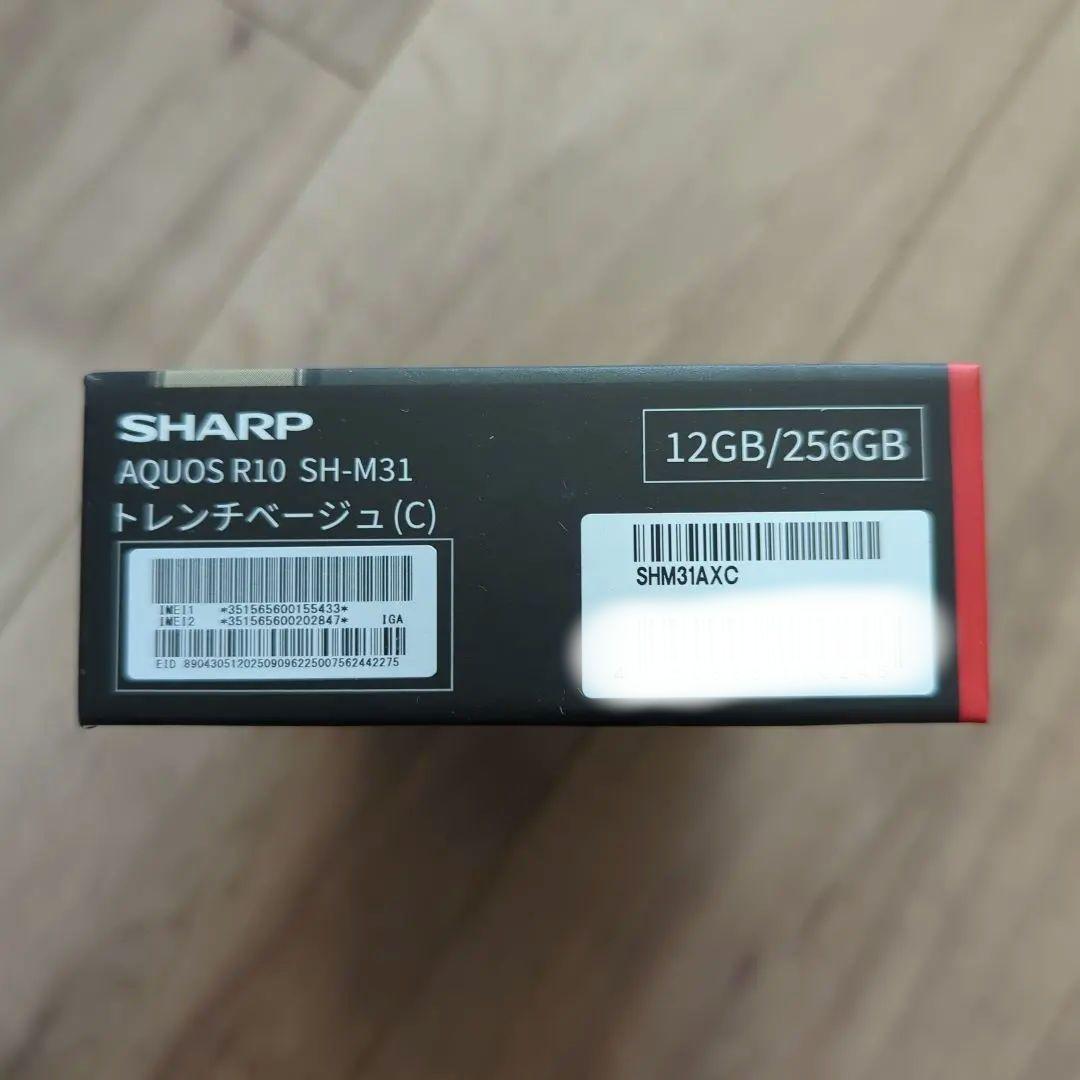 SHARP
AQUOS R10 SH-M31
トレンチベージュ(C)
12GB/256GB
IMEI1 *351565600155433*
IMEI2 *351565600202847* IGA
EID 89043051202509096225007562442275
SHM31AXC